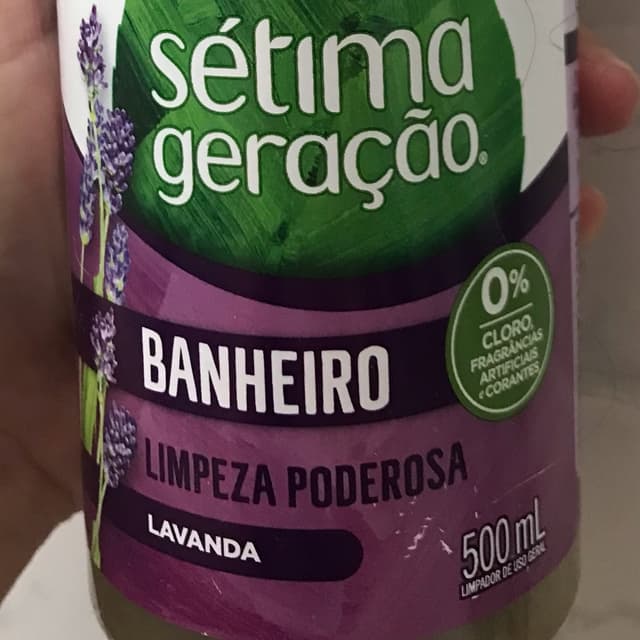 sétima
geração®
0%
CLORO,
FRAGRÂNCIAS
ARTIFICIAIS
e CORANTES
BANHEIRO
LIMPEZA PODEROSA
LAVANDA
500 mL
LIMPADOR DE USO GERAL